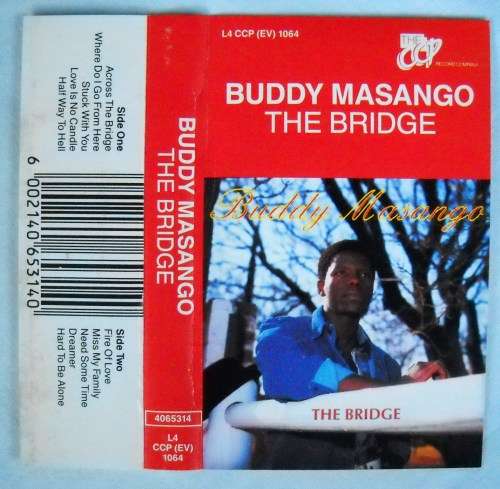 Side One
Across The Bridge
Where Do I Go From Here
Stuck With You
Love Is No Candle
Half Way To Hell
Side Two
Fire Of Love
Miss My Family
Need Some Time
Dreamer
Hard To Be Alone
6 002140 653140
BUDDY MASANGO
THE BRIDGE
4065314
L4
CCP (EV)
1064
L4 CCP (EV) 1064
THE
CCP
RECORD COMPANY
BUDDY MASANGO
THE BRIDGE
Buddy Masango
THE BRIDGE